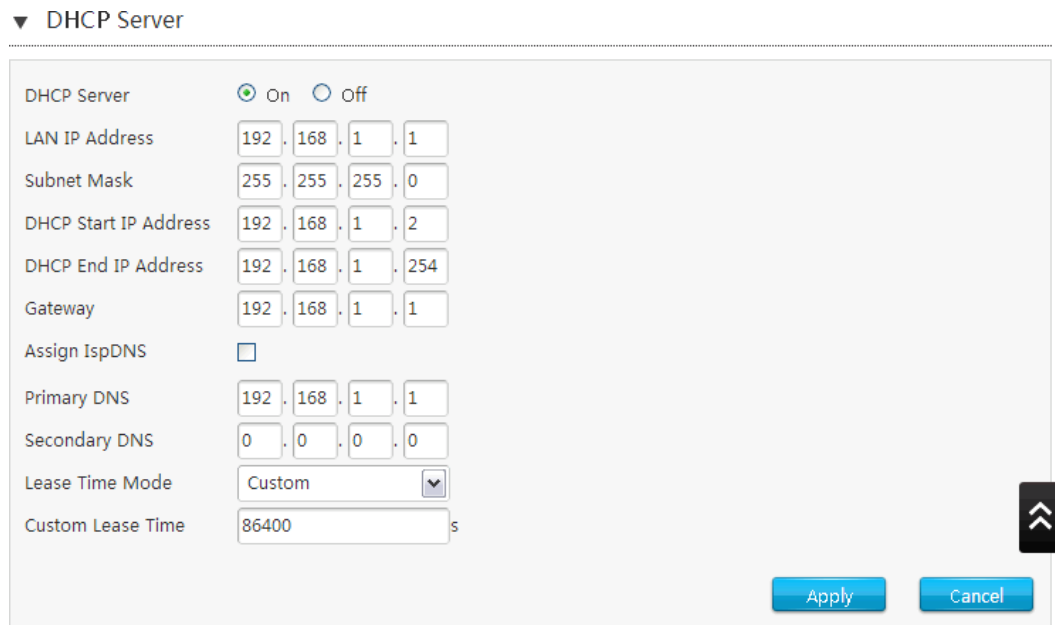 DHCP Server
DHCP Server On Off
LAN IP Address 192 . 168 . 1 . 1
Subnet Mask 255 . 255 . 255 . 0
DHCP Start IP Address 192 . 168 . 1 . 2
DHCP End IP Address 192 . 168 . 1 . 254
Gateway 192 . 168 . 1 . 1
Assign IspDNS
Primary DNS 192 . 168 . 1 . 1
Secondary DNS 0 . 0 . 0 . 0
Lease Time Mode Custom
Custom Lease Time 86400 s
Apply Cancel